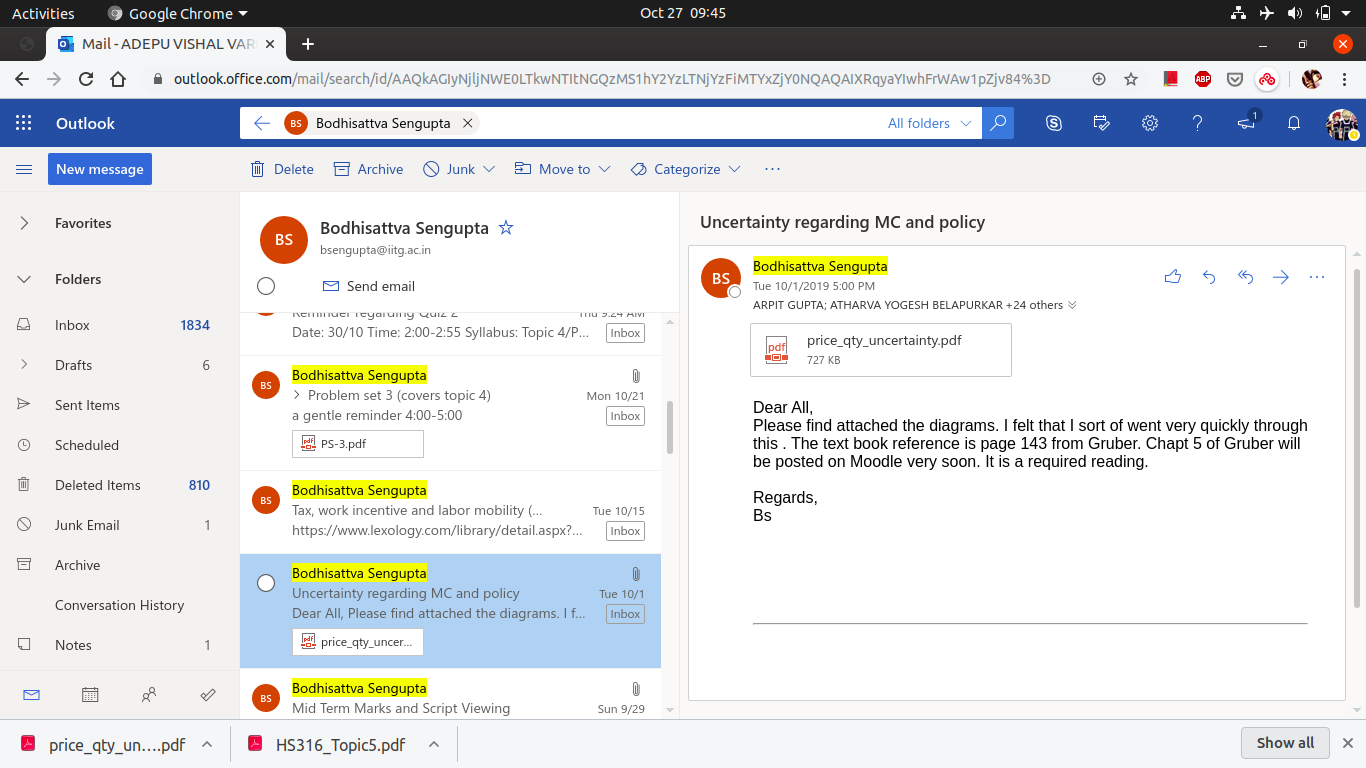 Activities
Google Chrome
Oct 27 09:45
Mail - ADEPU VISHAL VAR
outlook.office.com/mail/search/id/AAQkAGIyNjljNWE0LTkwNTItNGQzMS1hY2YzLTNjYzFiMTYxZjY0NQAQAIXRqyaYIwhFrWAw1pZjv84%3D
ABP
Outlook
BS Bodhisattva Sengupta
All folders
1
New message
Delete
Archive
Junk
Move to
Categorize
Favorites
Folders
Inbox 1834
Drafts 6
Sent Items
Scheduled
Deleted Items 810
Junk Email 1
Archive
Conversation History
Notes 1
BS
Bodhisattva Sengupta
bsengupta@iitg.ac.in
Send email
Reminder regarding Quiz 2 Thu 9:24 AM
Date: 30/10 Time: 2:00-2:55 Syllabus: Topic 4/P... Inbox
BS
Bodhisattva Sengupta
Problem set 3 (covers topic 4) Mon 10/21
a gentle reminder 4:00-5:00 Inbox
PS-3.pdf
BS
Bodhisattva Sengupta
Tax, work incentive and labor mobility (... Tue 10/15
https://www.lexology.com/library/detail.aspx?... Inbox
Bodhisattva Sengupta
Uncertainty regarding MC and policy Tue 10/1
Dear All, Please find attached the diagrams. I f... Inbox
price_qty_uncer...
BS
Bodhisattva Sengupta
Mid Term Marks and Script Viewing Sun 9/29
Uncertainty regarding MC and policy
BS
Bodhisattva Sengupta
Tue 10/1/2019 5:00 PM
ARPIT GUPTA; ATHARVA YOGESH BELAPURKAR +24 others
pdf
price_qty_uncertainty.pdf
727 KB
Dear All,
Please find attached the diagrams. I felt that I sort of went very quickly through
this . The text book reference is page 143 from Gruber. Chapt 5 of Gruber will
be posted on Moodle very soon. It is a required reading.
Regards,
Bs
price_qty_un....pdf
HS316_Topic5.pdf
Show all